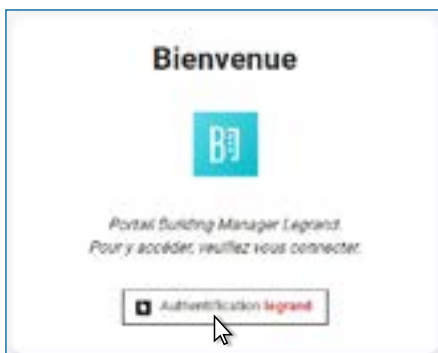 Bienvenue
Portail Building Manager Legrand.
Pour y accéder, veuillez vous connecter.
Authentification legrand